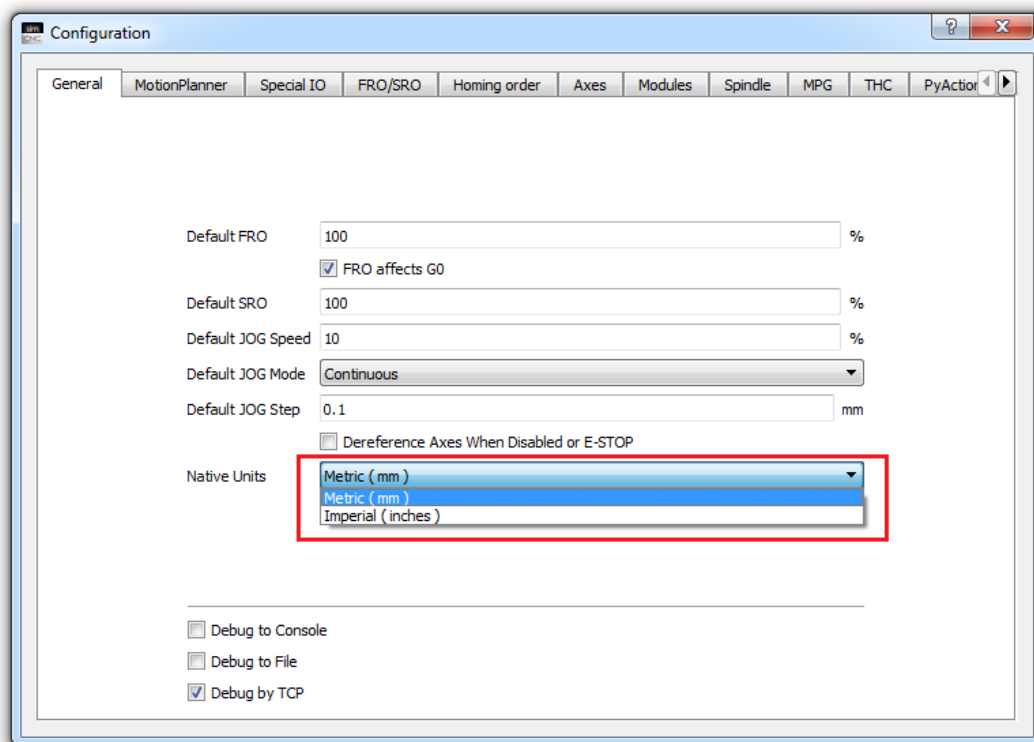 Configuration
General MotionPlanner Special IO FRO/SRO Homing order Axes Modules Spindle MPG THC PyAction
Default FRO 100 %
FRO affects G0
Default SRO 100 %
Default JOG Speed 10 %
Default JOG Mode Continuous
Default JOG Step 0.1 mm
Dereference Axes When Disabled or E-STOP
Native Units Metric ( mm )
Metric ( mm )
Imperial ( inches )
Debug to Console
Debug to File
Debug by TCP